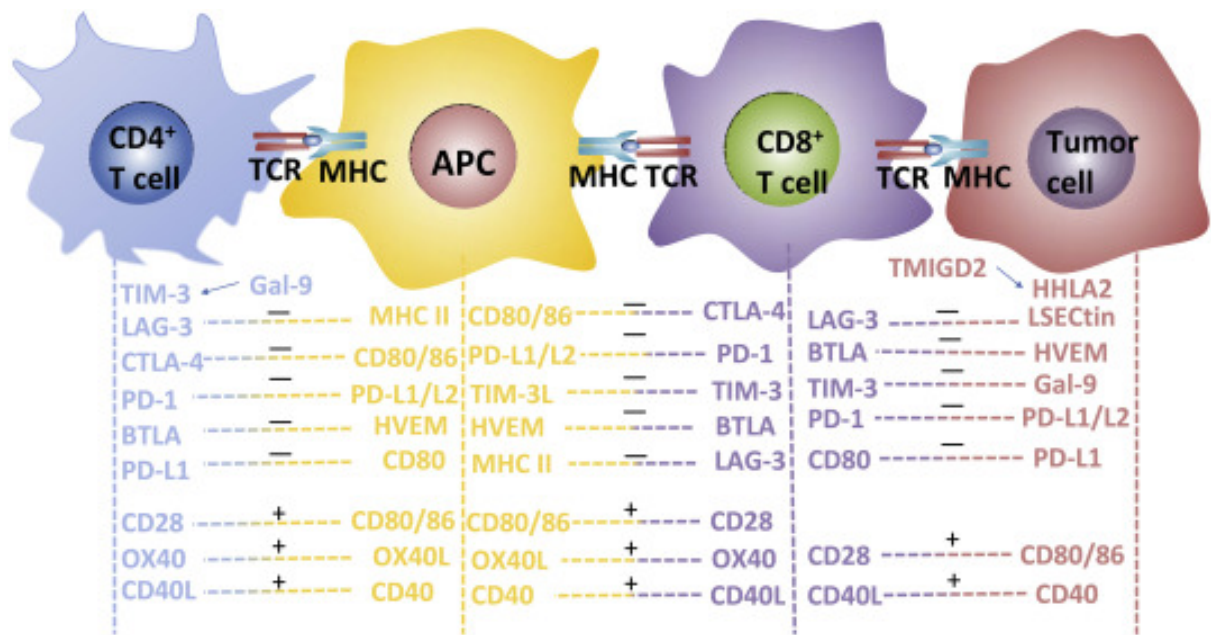 CD4+
T cell
TCR MHC
APC
MHC TCR
CD8+
T cell
TCR MHC
Tumor
cell
TIM-3 Gal-9
LAG-3 − MHC II
CTLA-4 − CD80/86
PD-1 − PD-L1/L2
BTLA − HVEM
PD-L1 − CD80
CD28 + CD80/86
OX40 + OX40L
CD40L + CD40
CD80/86 − CTLA-4
PD-L1/L2 − PD-1
TIM-3L − TIM-3
HVEM − BTLA
MHC II − LAG-3
CD80/86 + CD28
OX40L + OX40
CD40 + CD40L
TMIGD2
HHLA2
LAG-3 − LSECtin
BTLA − HVEM
TIM-3 − Gal-9
PD-1 − PD-L1/L2
CD80 − PD-L1
CD28 + CD80/86
CD40L + CD40